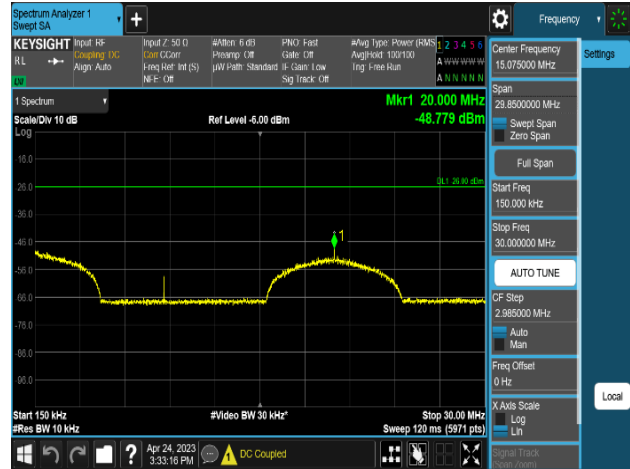 Spectrum Analyzer 1
Swept SA
Frequency
KEYSIGHT
RL
Input: RF
Coupling: DC
Align: Auto
Input Z: 50 Ω
Corr CCorr
Freq Ref: Int (S)
NFE: Off
#Atten: 6 dB
Preamp: Off
µW Path: Standard
PNO: Fast
Gate: Off
IF Gain: Low
Sig Track: Off
#Avg Type: Power (RMS)
Avg|Hold: 100/100
Trig: Free Run
1 2 3 4 5 6
A W W W W W
A N N N N N
1 Spectrum
Scale/Div 10 dB
Ref Level -6.00 dBm
Mkr1 20.000 MHz
-48.779 dBm
Log
-16.0
DL1 -26.00 dBm
-26.0
-36.0
1
-46.0
-56.0
-66.0
-76.0
-86.0
-96.0
Start 150 kHz
#Video BW 30 kHz*
Stop 30.00 MHz
#Res BW 10 kHz
Sweep 120 ms (5971 pts)
Center Frequency
15.075000 MHz
Settings
Span
29.8500000 MHz
Swept Span
Zero Span
Full Span
Start Freq
150.000 kHz
Stop Freq
30.000000 MHz
AUTO TUNE
CF Step
2.985000 MHz
Auto
Man
Freq Offset
0 Hz
X Axis Scale
Log
Lin
Signal Track
(Span Zoom)
Local
?
Apr 24, 2023
3:33:16 PM
DC Coupled